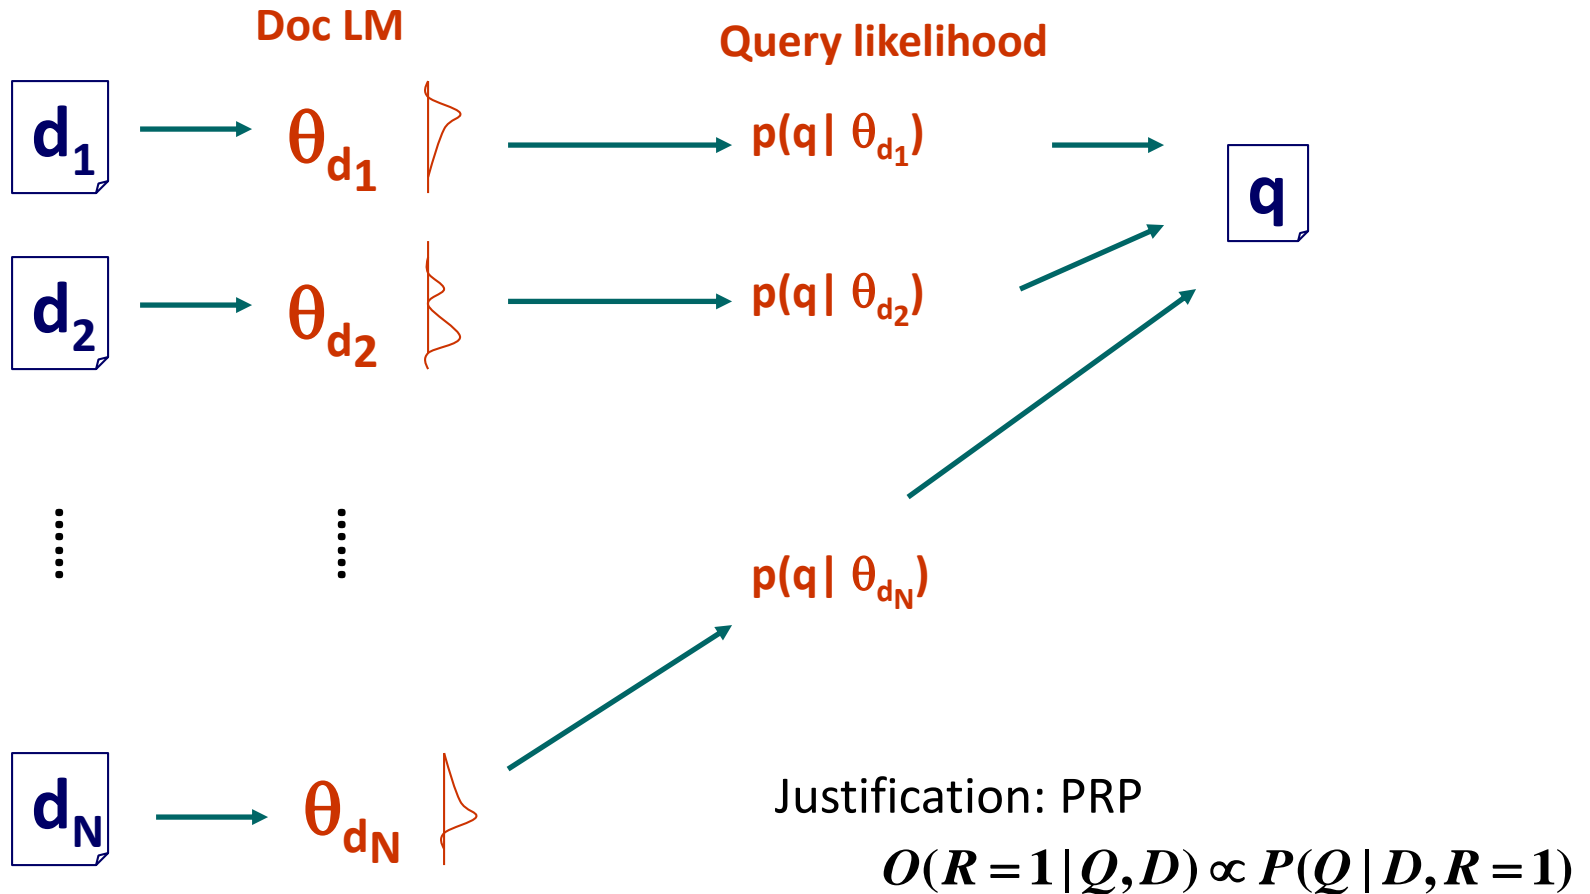 Doc LM
Query likelihood
d1 θd1 p(q| θd1) q
d2 θd2 p(q| θd2)
...... ......
p(q| θdN)
dN θdN
Justification: PRP
O(R = 1 | Q, D) ∝ P(Q | D, R = 1)